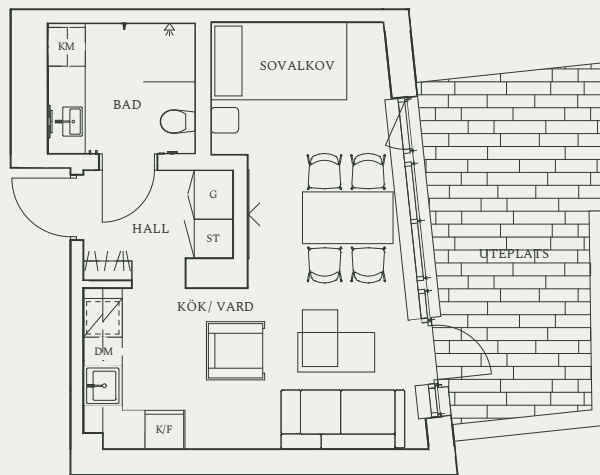 KM
SOVALKOV
BAD
G
HALL
ST
UTEPLATS
KÖK/ VARD
DM
K/F